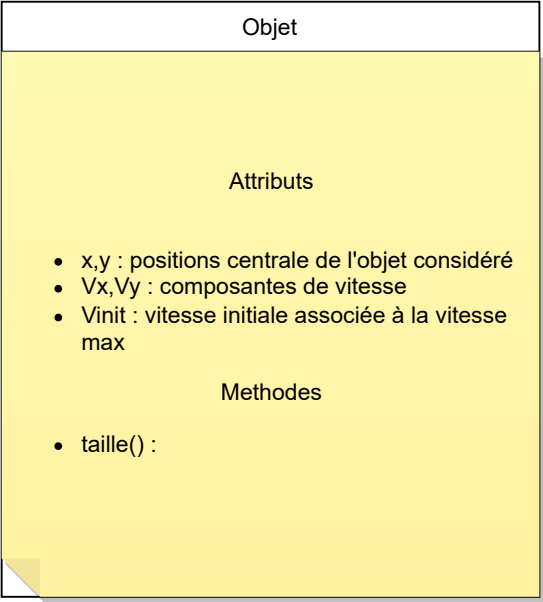 Objet
Attributs
• x,y : positions centrale de l'objet considéré
• Vx,Vy : composantes de vitesse
• Vinit : vitesse initiale associée à la vitesse
max
Methodes
• taille() :